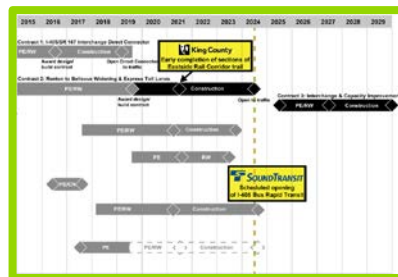 2015 2016 2017 2018 2019 2020 2021 2022 2023 2024 2025 2026 2027 2028 2029
Contract 1: I-405/SR 167 Interchange Direct Connector
PE/RW Construction
Award design/
build contract
Open Direct Connector
to traffic
King County
Early completion of sections of
Eastside Rail Corridor trail
Contract 2: Renton to Bellevue Widening & Express Toll Lanes
PE/RW Construction
Award design/
build contract
Open to traffic
Contract 3: Interchange & Capacity Improvement
PE/RW Construction
PE/RW Construction
PE RW
SOUNDTRANSIT
Scheduled opening
of I-405 Bus Rapid Transit
PE/RW Construction
PE PE/RW Construction